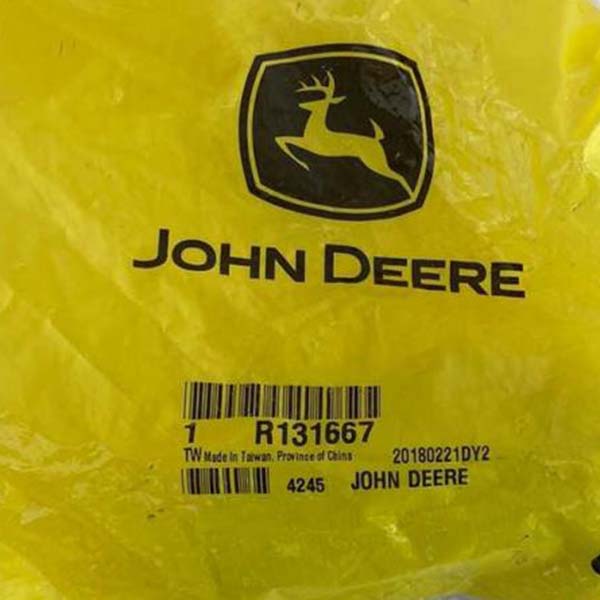 JOHN DEERE
1 R131667
TW Made In Taiwan, Province of China 20180221DY2
4245 JOHN DEERE